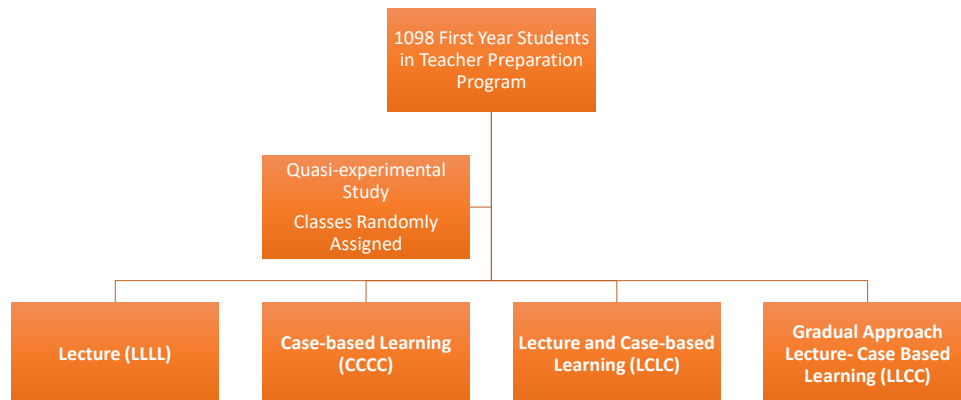 1098 First Year Students
in Teacher Preparation
Program
Quasi-experimental
Study
Classes Randomly
Assigned
Lecture (LLLL)
Case-based Learning
(CCCC)
Lecture and Case-based
Learning (LCLC)
Gradual Approach
Lecture- Case Based
Learning (LLCC)